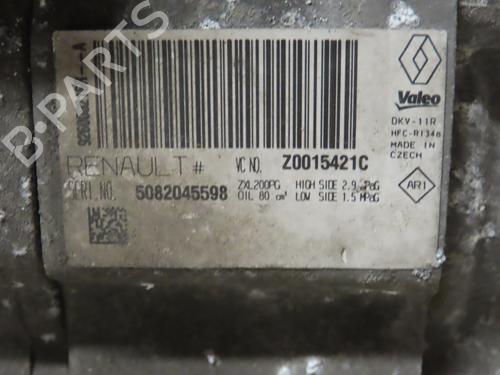 Valeo
DKV-11R
HFC-R134a
MADE IN
CZECH
RENAULT #
VC NO. Z0015421C
SERI.NO. 5082045598
ZXL200PG HIGH SIDE 2.9 MPaG
OIL 80 cm³ LOW SIDE 1.5 MPaG
AR1
B-PARTS